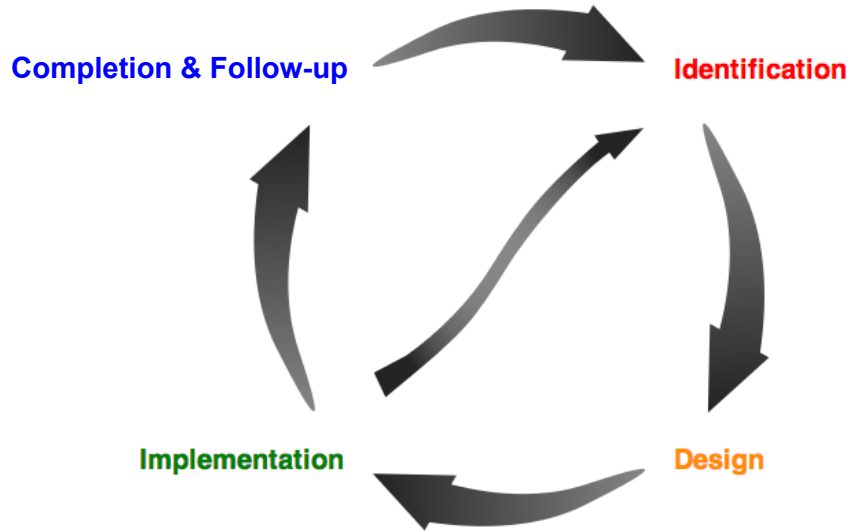 Completion & Follow-up
Identification
Implementation
Design